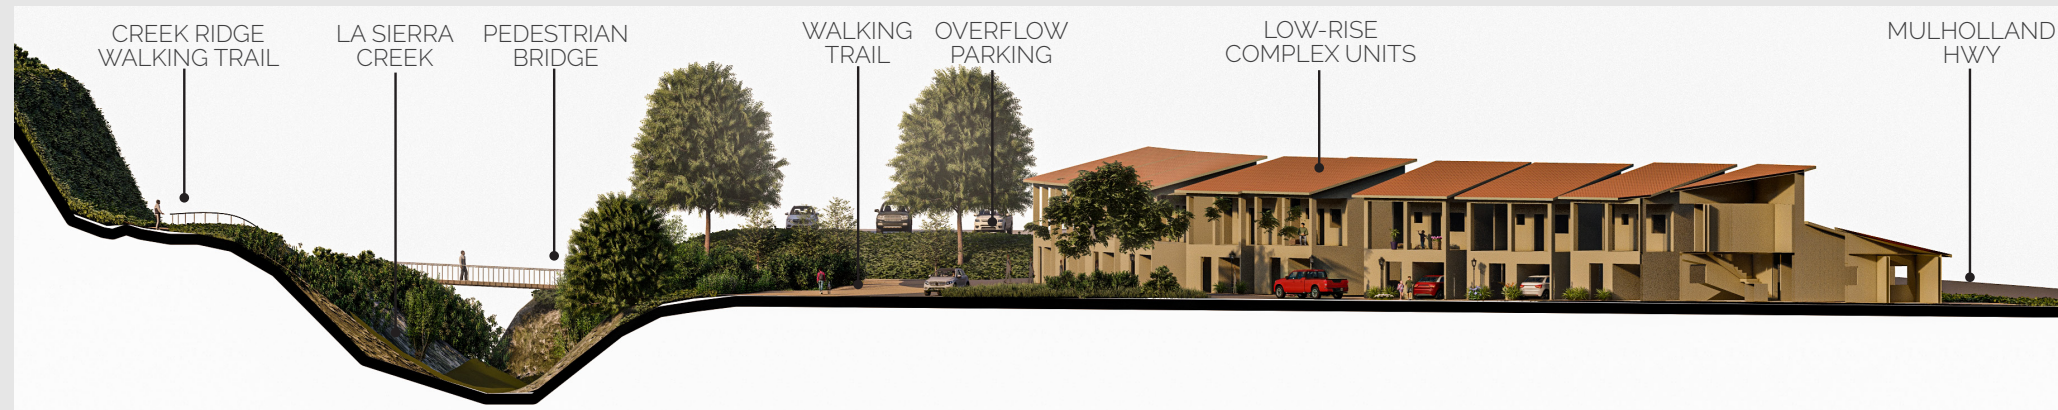 CREEK RIDGE
WALKING TRAIL
LA SIERRA
CREEK
PEDESTRIAN
BRIDGE
WALKING
TRAIL
OVERFLOW
PARKING
LOW-RISE
COMPLEX UNITS
MULHOLLAND
HWY